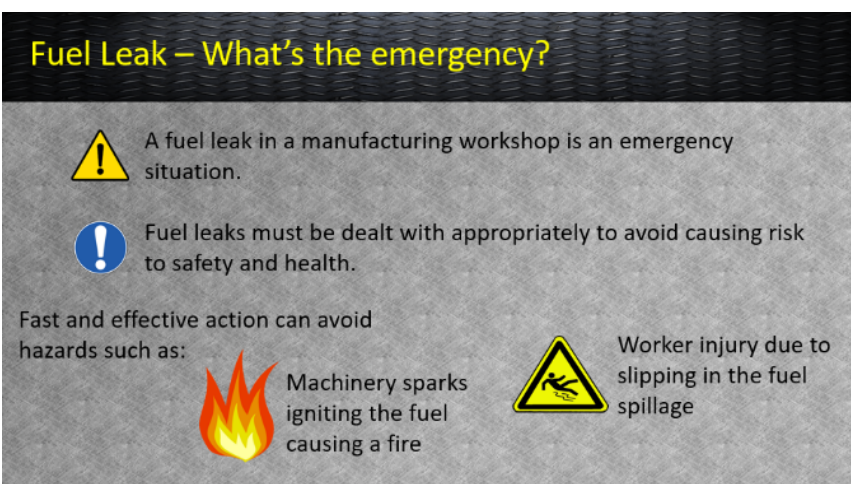 Fuel Leak – What's the emergency?
A fuel leak in a manufacturing workshop is an emergency
situation.
Fuel leaks must be dealt with appropriately to avoid causing risk
to safety and health.
Fast and effective action can avoid
hazards such as:
Machinery sparks
igniting the fuel
causing a fire
Worker injury due to
slipping in the fuel
spillage